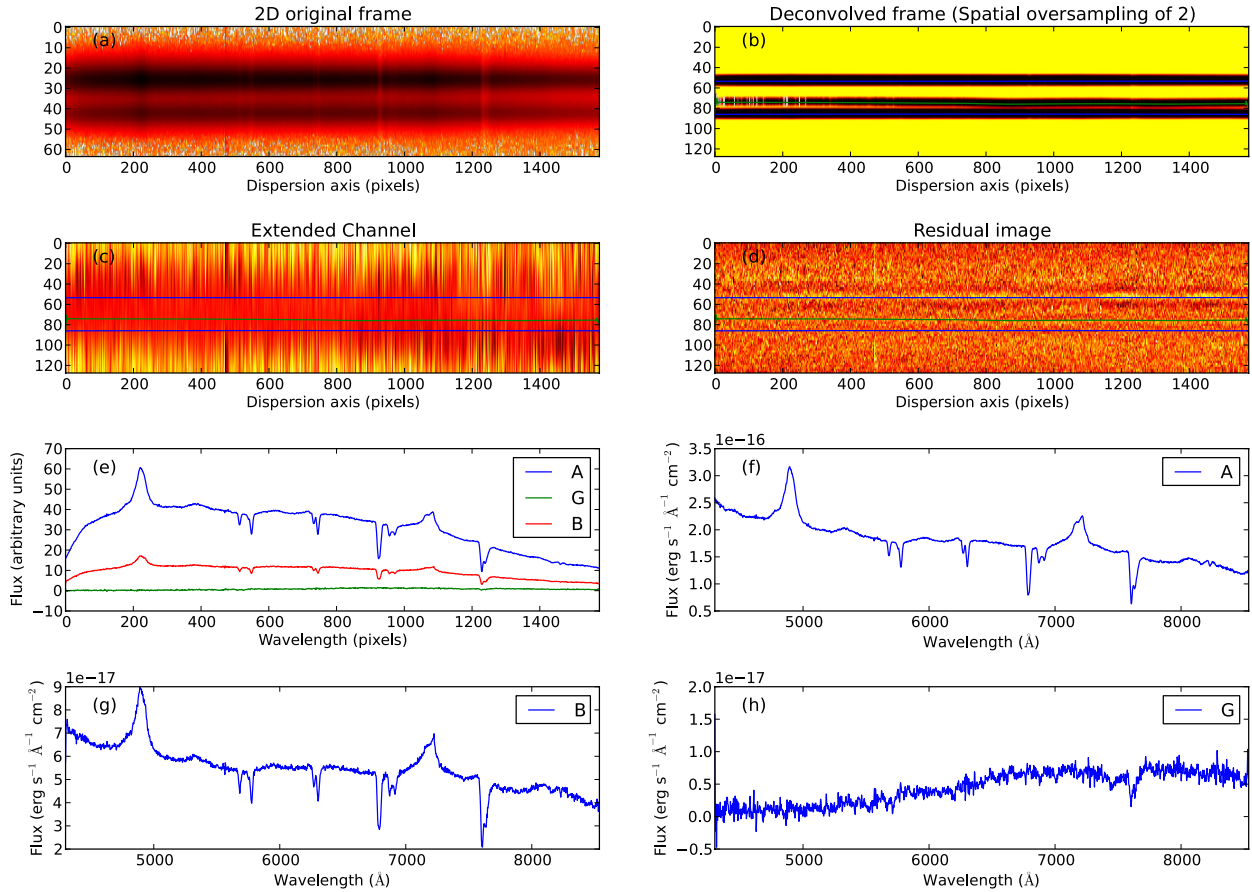 2D original frame
(a)
0
10
20
30
40
50
60
0 200 400 600 800 1000 1200 1400
Dispersion axis (pixels)
Deconvolved frame (Spatial oversampling of 2)
(b)
0
20
40
60
80
100
120
0 200 400 600 800 1000 1200 1400
Dispersion axis (pixels)
Extended Channel
(c)
0
20
40
60
80
100
120
0 200 400 600 800 1000 1200 1400
Dispersion axis (pixels)
Residual image
(d)
0
20
40
60
80
100
120
0 200 400 600 800 1000 1200 1400
Dispersion axis (pixels)
(e)
A
G
B
Flux (arbitrary units)
70
60
50
40
30
20
10
0
−10
0 200 400 600 800 1000 1200 1400
Wavelength (pixels)
1e−16
(f)
A
Flux (erg s⁻¹ Å⁻¹ cm⁻²)
3.5
3.0
2.5
2.0
1.5
1.0
0.5
5000 6000 7000 8000
Wavelength (Å)
1e−17
(g)
B
Flux (erg s⁻¹ Å⁻¹ cm⁻²)
9
8
7
6
5
4
3
2
5000 6000 7000 8000
Wavelength (Å)
1e−17
(h)
G
Flux (erg s⁻¹ Å⁻¹ cm⁻²)
2.0
1.5
1.0
0.5
0.0
−0.5
5000 6000 7000 8000
Wavelength (Å)